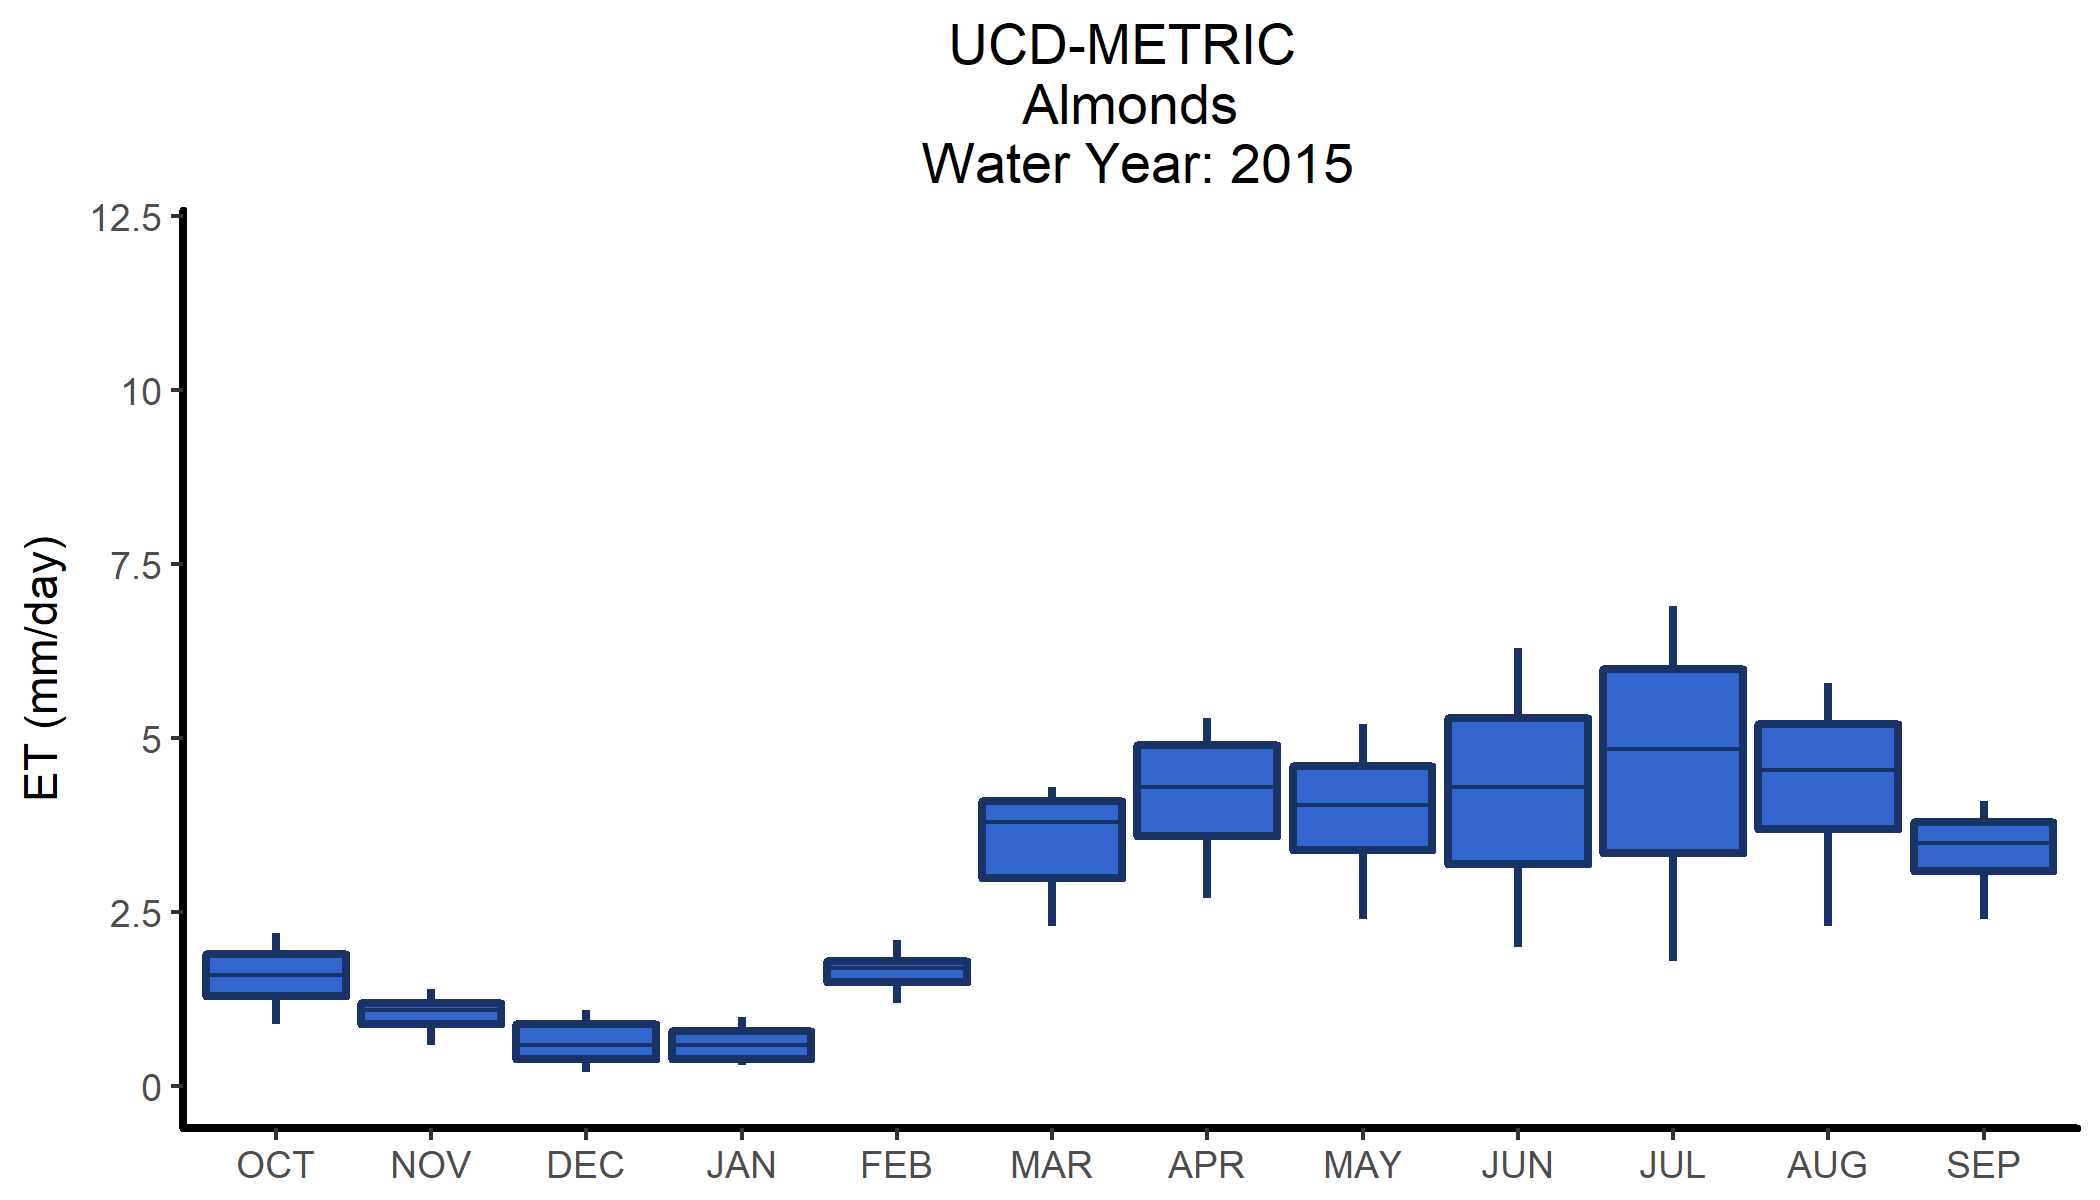 UCD-METRIC
Almonds
Water Year: 2015
12.5
10
7.5
5
2.5
0
ET (mm/day)
OCT NOV DEC JAN FEB MAR APR MAY JUN JUL AUG SEP